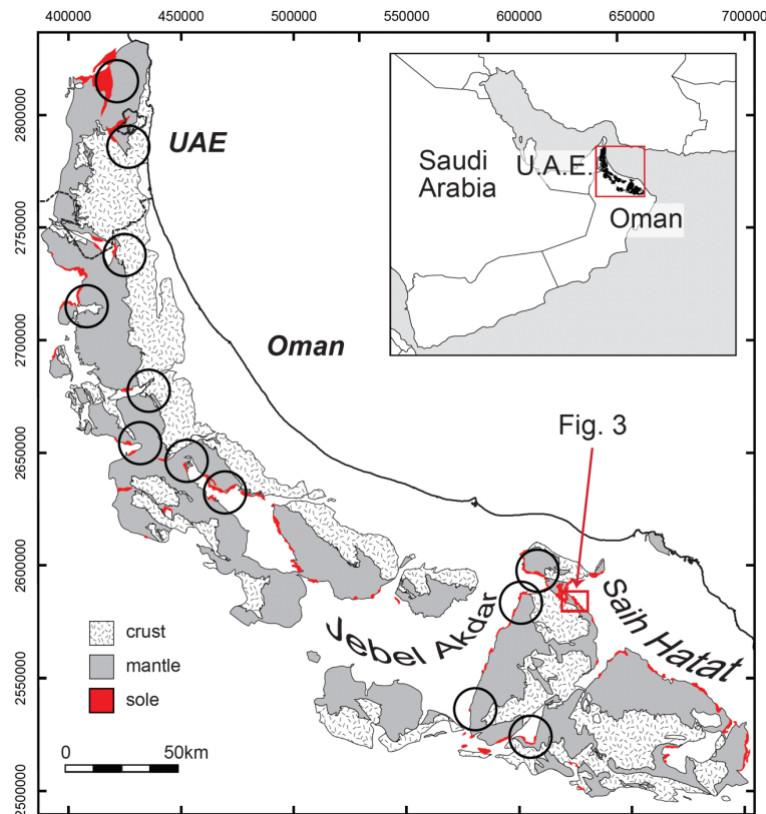 400000 450000 500000 550000 600000 650000 700000
2800000
2750000
2700000
2650000
2600000
2550000
2500000
UAE
Oman
Saudi
Arabia
U.A.E.
Oman
Fig. 3
Jebel Akdar
Saih Hatat
crust
mantle
sole
0 50km